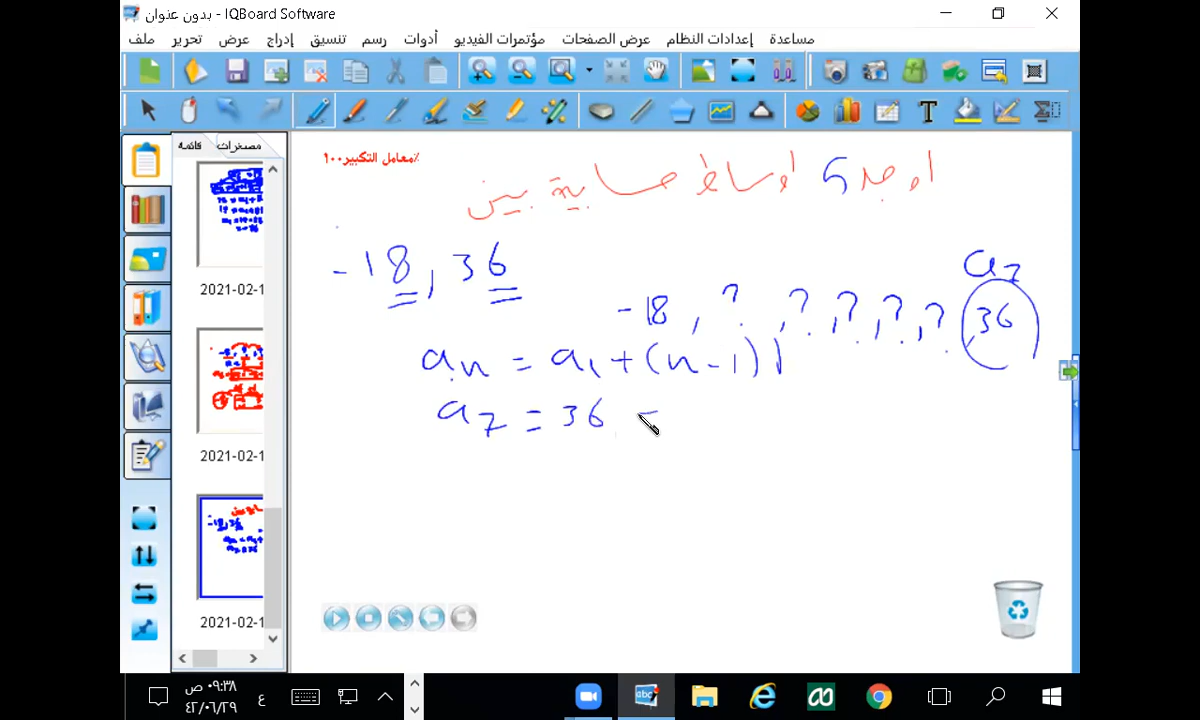 بدون عنوان - IQBoard Software
ملف تحرير عرض إدراج تنسيق رسم أدوات مؤتمرات الفيديو عرض الصفحات إعدادات النظام مساعدة
قائمة مصغرات
معامل التكبير١٠٠٪
اوجد 5 أوساط حسابية بين
-18, 36
a7
-18, ?, ?, ?, ?, ? 36
an = a1 + (n-1)d
a7 = 36 =
2021-02-1
2021-02-1
2021-02-1
٠٩:٣٨ ص
٤٢/٠٦/٢٩
ع